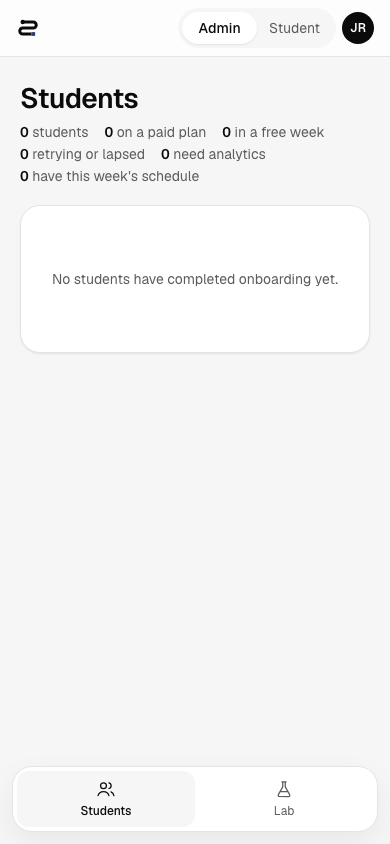 Admin Student JR
Students
0 students 0 on a paid plan 0 in a free week
0 retrying or lapsed 0 need analytics
0 have this week's schedule
No students have completed onboarding yet.
Students Lab